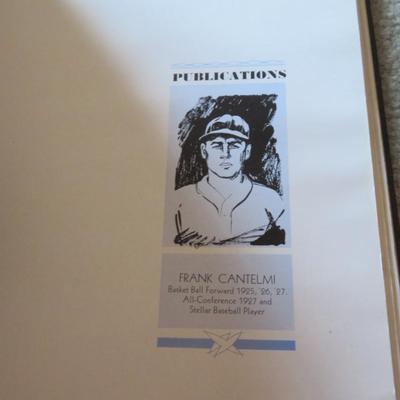 PUBLICATIONS
FRANK CANTELMI
Basket Ball Forward 1925, '26, '27.
All-Conference 1927 and
Stellar Baseball Player